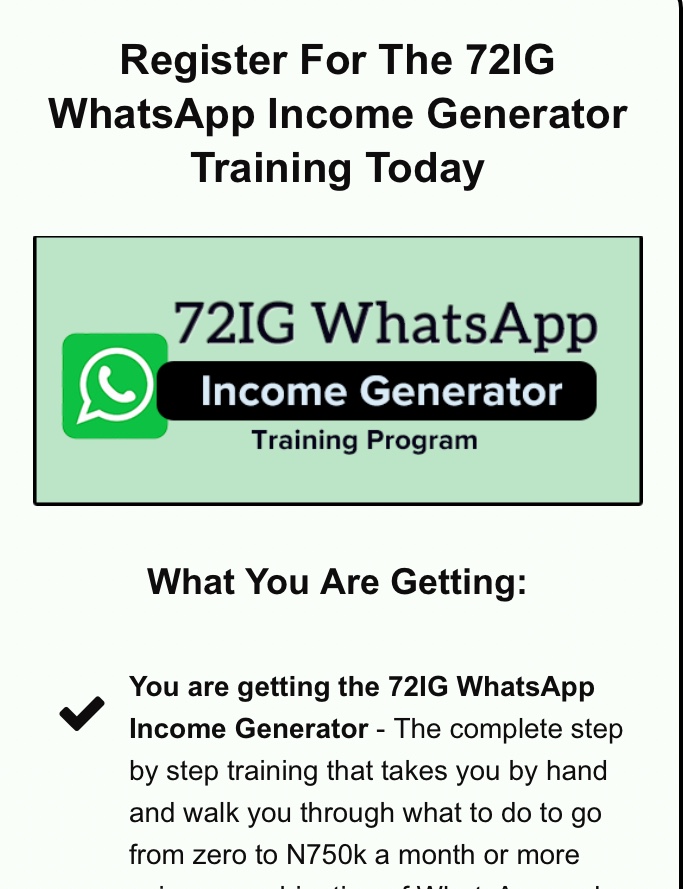 Register For The 72IG
WhatsApp Income Generator
Training Today
72IG WhatsApp
Income Generator
Training Program
What You Are Getting:
You are getting the 72IG WhatsApp
Income Generator - The complete step
by step training that takes you by hand
and walk you through what to do to go
from zero to N750k a month or more